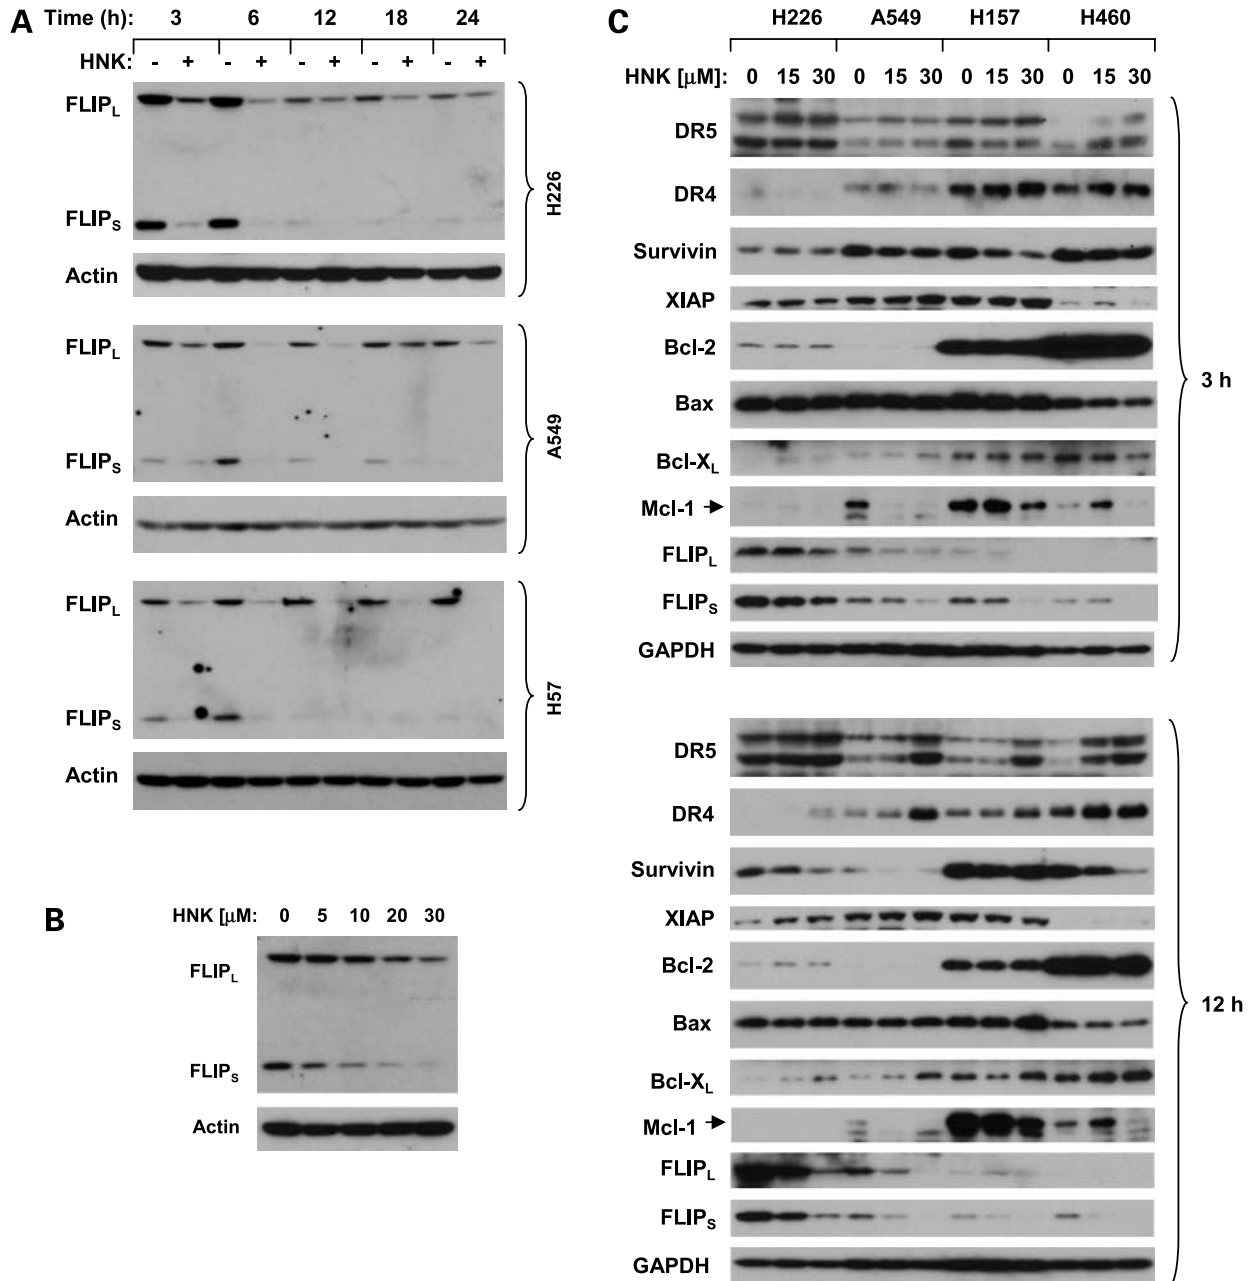 A
Time (h): 3 6 12 18 24
HNK: - + - + - + - + - +
FLIPL
FLIPS
Actin
H226
FLIPL
FLIPS
Actin
A549
FLIPL
FLIPS
Actin
H57
B
HNK [µM: 0 5 10 20 30
FLIPL
FLIPS
Actin
C
H226 A549 H157 H460
HNK [µM]: 0 15 30 0 15 30 0 15 30 0 15 30
DR5
DR4
Survivin
XIAP
Bcl-2
Bax
Bcl-XL
Mcl-1
FLIPL
FLIPS
GAPDH
3 h
DR5
DR4
Survivin
XIAP
Bcl-2
Bax
Bcl-XL
Mcl-1
FLIPL
FLIPS
GAPDH
12 h